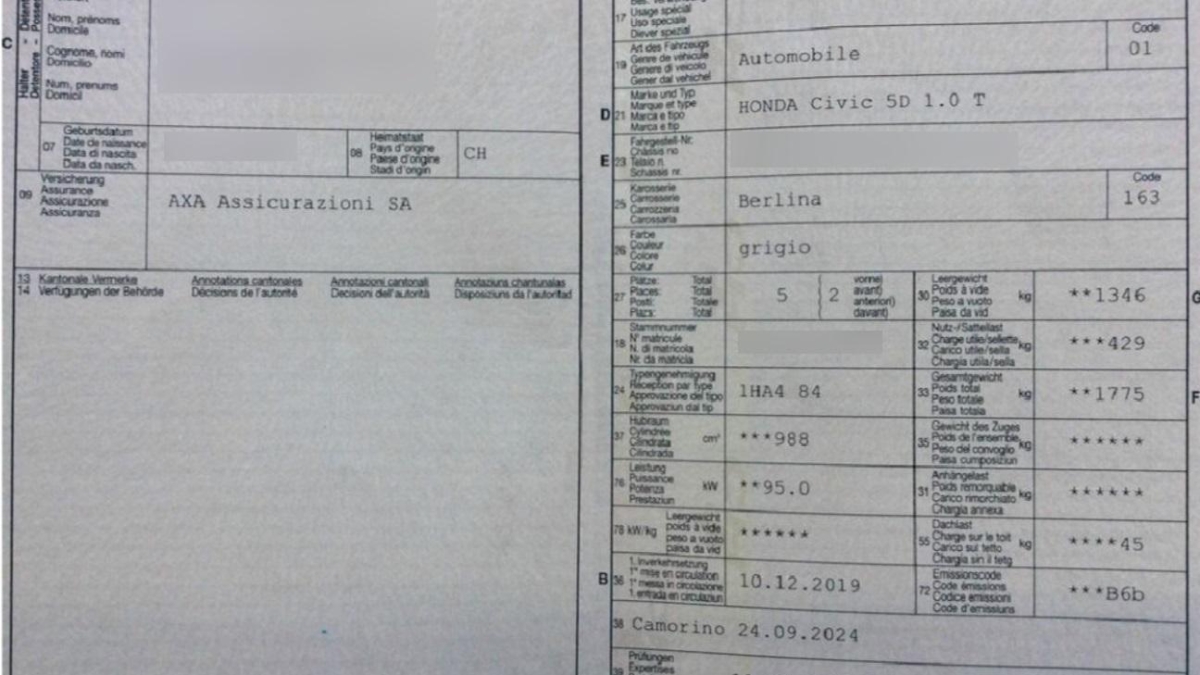 C
Nom, prénoms
Domicile
Cognome, nomi
Domicilio
Num, prenums
Domicil
07
Geburtsdatum
Date de naissance
Data di nascita
Data da nasch.
08
Heimatstaat
Pays d'origine
Paese d'origine
Stadi d'origin
CH
09
Versicherung
Assurance
Assicurazione
Assicuranza
AXA Assicurazioni SA
13 Kantonale Vermerke Annotations cantonales Annotazioni cantonali Annotaziuns chantunalas
14 Verfügungen der Behörde Décisions de l'autorité Decisioni dell'autorità Disposiziuns da l'autoritad
17
Usage spécial
Uso speciale
Diever spezial
19
Art des Fahrzeugs
Genre de véhicule
Genere di veicolo
Gener dal vehichel
Automobile
Code
01
D 21
Marke und Typ
Marque et type
Marca e tipo
Marca e tip
HONDA Civic 5D 1.0 T
E 23
Fahrgestell-Nr.
Châssis no
Telaio n.
Schassis nr.
25
Karosserie
Carrosserie
Carrozzeria
Carossaria
Berlina
Code
163
26
Farbe
Couleur
Colore
Colur
grigio
27
Plätze: Total
Places: Total
Posti: Totale
Plazs: Total
5
2
vorne)
avant)
anteriori)
davant)
30
Leergewicht
Poids à vide
Peso a vuoto
Paisa da vid
kg
**1346
G
18
Stammnummer
N° matricule
N. di matricola
Nr. da matricla
32
Nutz-/Sattellast
Charge utile/sellette
Carico utile/sella
Chargia utila/sella
kg
***429
24
Typengenehmigung
Réception par type
Approvazione del tipo
Approvaziun dal tip
1HA4 84
33
Gesamtgewicht
Poids total
Peso totale
Paisa totala
kg
**1775
F
37
Hubraum
Cylindrée
Cilindrata
Cilindrada
cm³
***988
35
Gewicht des Zuges
Poids de l'ensemble
Peso del convoglio
Paisa cumposiziun
kg
******
76
Leistung
Puissance
Potenza
Prestaziun
kW
**95.0
31
Anhängelast
Poids remorquable
Carico rimorchiato
Chargia annexa
kg
******
78 kW/kg
Leergewicht
poids à vide
peso a vuoto
paisa da vid
******
55
Dachlast
Charge sur le toit
Carico sul tetto
Chargia sin il tetg
kg
****45
B 36
1. Inverkehrsetzung
1re mise en circulation
1a messa in circolazione
1. entrada en circulaziun
10.12.2019
72
Emissionscode
Code émissions
Codice emissioni
Code d'emissiuns
***B6b
38 Camorino 24.09.2024
39
Prüfungen
Expertises